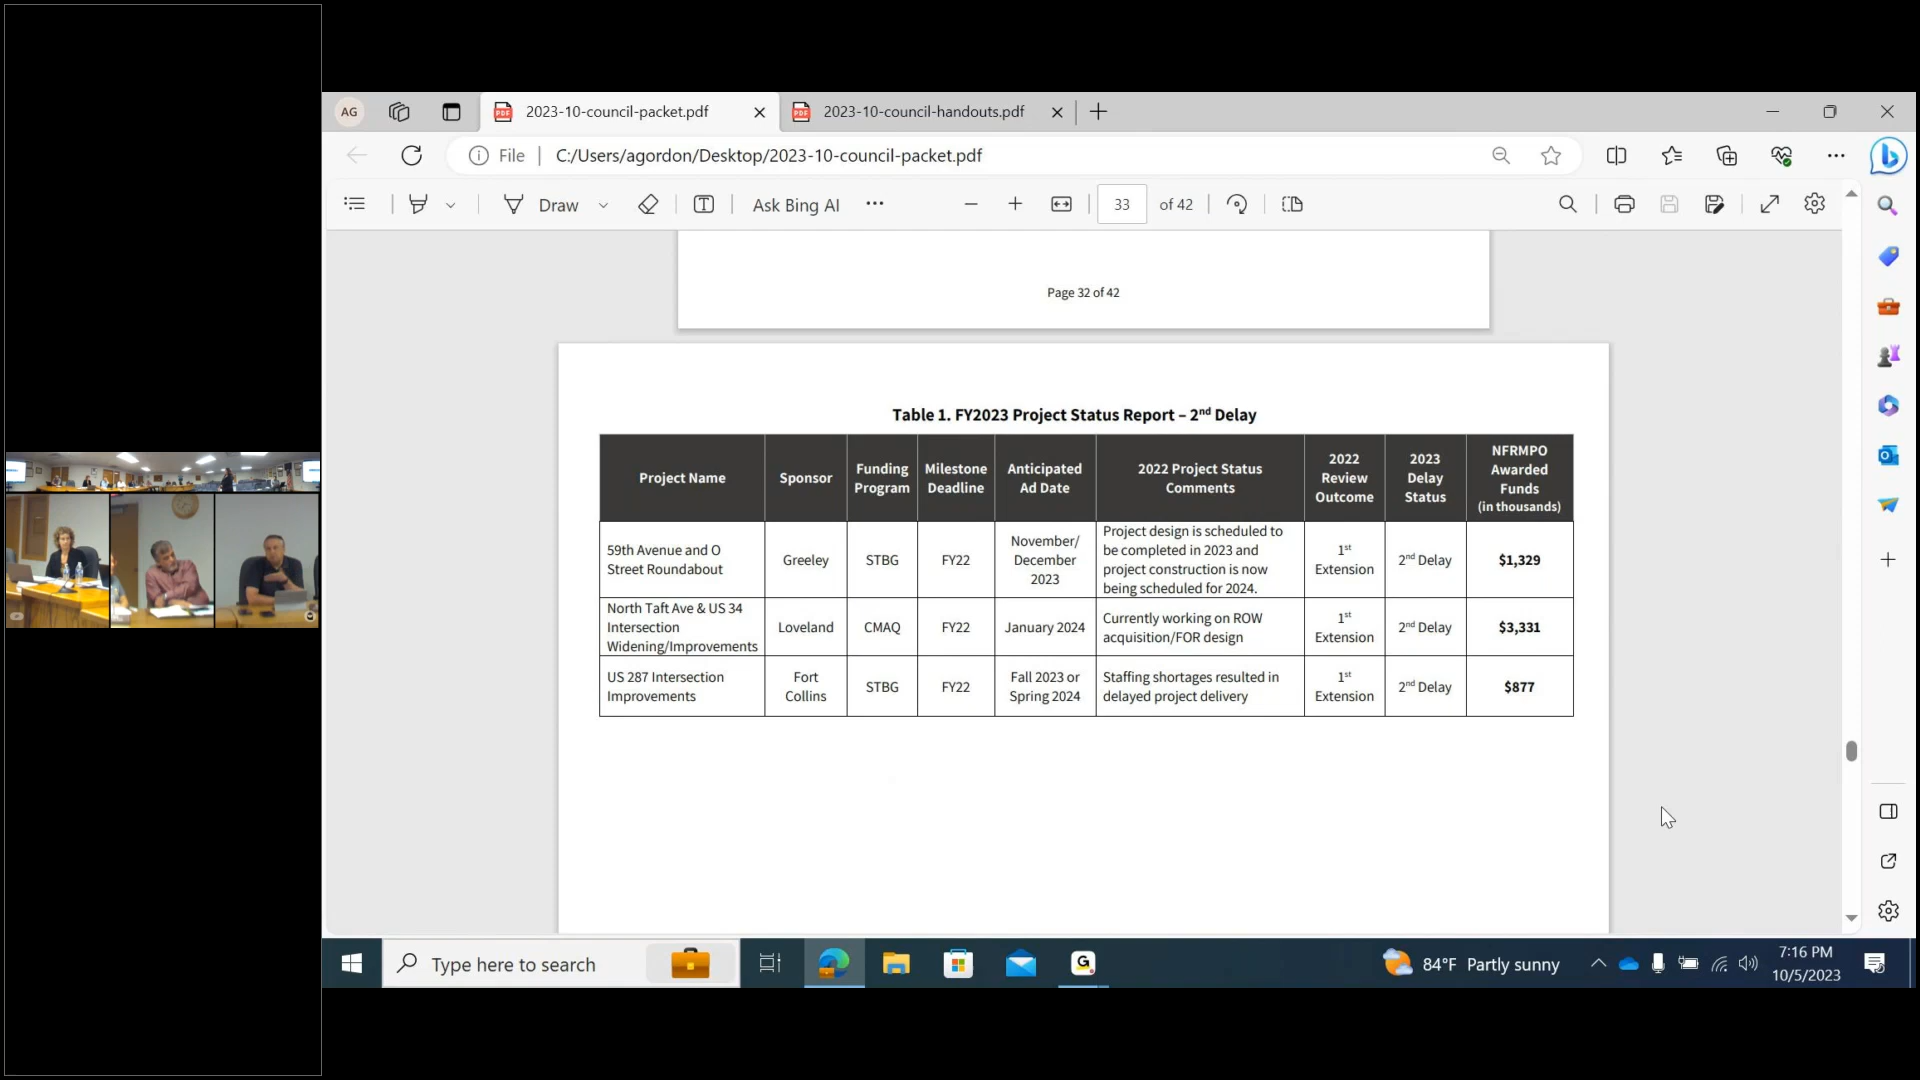 AG
2023-10-council-packet.pdf
2023-10-council-handouts.pdf
File
C:/Users/agordon/Desktop/2023-10-council-packet.pdf
Draw
Ask Bing AI
33
of 42
Page 32 of 42
Table 1. FY2023 Project Status Report – 2nd Delay
Project Name
Sponsor
Funding
Program
Milestone
Deadline
Anticipated
Ad Date
2022 Project Status
Comments
2022
Review
Outcome
2023
Delay
Status
NFRMPO
Awarded
Funds
(in thousands)
59th Avenue and O
Street Roundabout
Greeley
STBG
FY22
November/
December
2023
Project design is scheduled to
be completed in 2023 and
project construction is now
being scheduled for 2024.
1st
Extension
2nd Delay
$1,329
North Taft Ave & US 34
Intersection
Widening/Improvements
Loveland
CMAQ
FY22
January 2024
Currently working on ROW
acquisition/FOR design
1st
Extension
2nd Delay
$3,331
US 287 Intersection
Improvements
Fort
Collins
STBG
FY22
Fall 2023 or
Spring 2024
Staffing shortages resulted in
delayed project delivery
1st
Extension
2nd Delay
$877
Type here to search
84°F Partly sunny
7:16 PM
10/5/2023